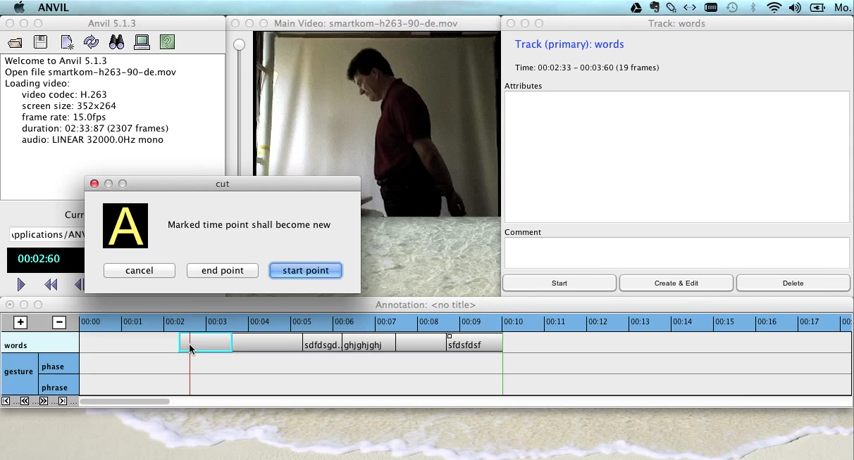 ANVIL
Mo.
Anvil 5.1.3
Main Video: smartkom-h263-90-de.mov
Track: words
Welcome to Anvil 5.1.3
Open file smartkom-h263-90-de.mov
Loading video:
video codec: H.263
screen size: 352x264
frame rate: 15.0fps
duration: 02:33:87 (2307 frames)
audio: LINEAR 32000.0Hz mono
Track (primary): words
Time: 00:02:33 – 00:03:60 (19 frames)
Attributes
Comment
Start
Create & Edit
Delete
cut
A
Marked time point shall become new
cancel
end point
start point
Curr
00:02:60
Annotation: <no title>
00:00 00:01 00:02 00:03 00:04 00:05 00:06 00:07 00:08 00:09 00:10 00:11 00:12 00:13 00:14 00:15 00:16 00:17 00:
words
sdfdsgd.. ghjghjghj sfdsfdsf
gesture
phase
phrase